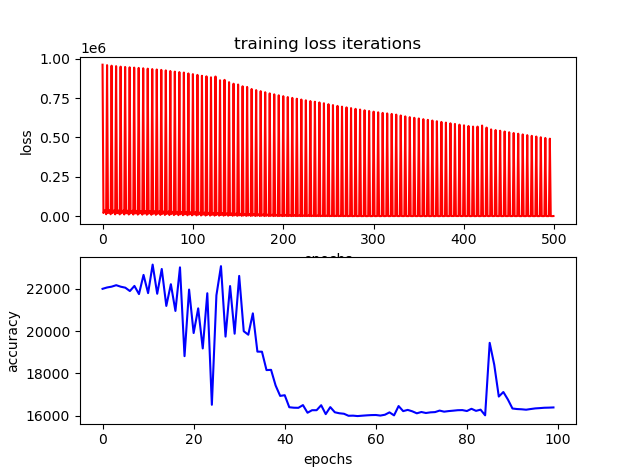 training loss iterations
1e6
1.00
0.75
0.50
0.25
0.00
loss
0 100 200 300 400 500
epochs
22000
20000
18000
16000
accuracy
0 20 40 60 80 100
epochs